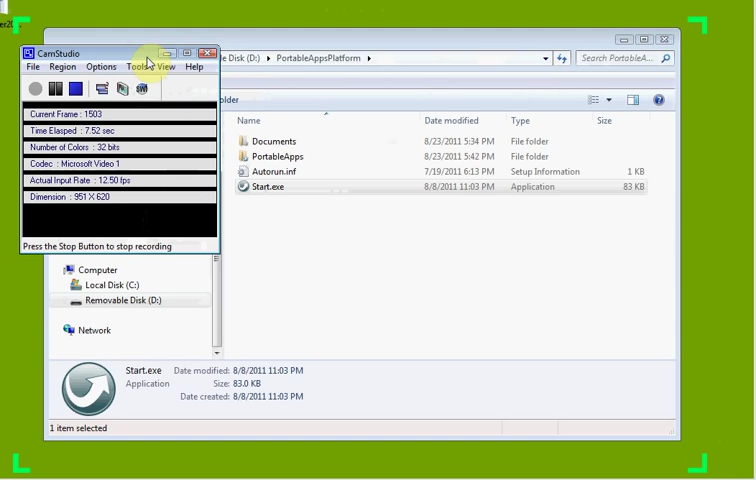 CamStudio
File Region Options Tools View Help
Current Frame : 1503
Time Elasped : 7.52 sec
Number of Colors : 32 bits
Codec : Microsoft Video 1
Actual Input Rate : 12.50 fps
Dimension : 951 X 620
Press the Stop Button to stop recording
le Disk (D:) PortableAppsPlatform
Search PortableA...
older
Name Date modified Type Size
Documents 8/23/2011 5:34 PM File folder
PortableApps 8/23/2011 5:42 PM File folder
Autorun.inf 7/19/2011 6:13 PM Setup Information 1 KB
Start.exe 8/8/2011 11:03 PM Application 83 KB
Computer
Local Disk (C:)
Removable Disk (D:)
Network
Start.exe Date modified: 8/8/2011 11:03 PM
Application Size: 83.0 KB
Date created: 8/8/2011 11:03 PM
1 item selected